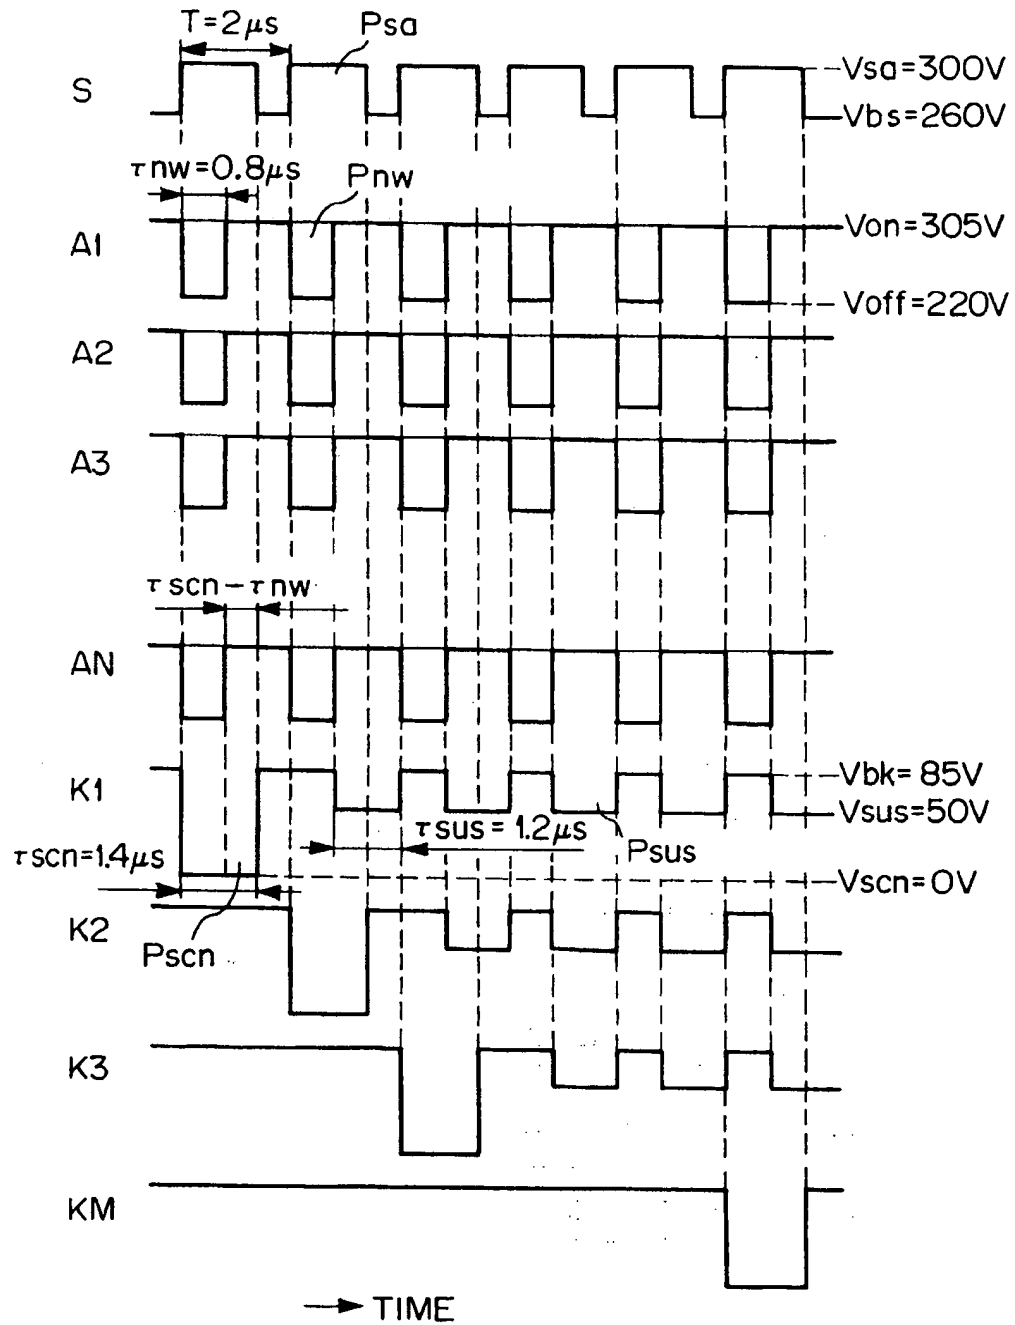 T=2μs
Psa
S
Vsa=300V
Vbs=260V
τnw=0.8μs
Pnw
A1
Von=305V
Voff=220V
A2
A3
τscn-τnw
AN
K1
Vbk=85V
Vsus=50V
τsus=1.2μs
Psus
τscn=1.4μs
Vscn=0V
K2
Pscn
K3
KM
TIME